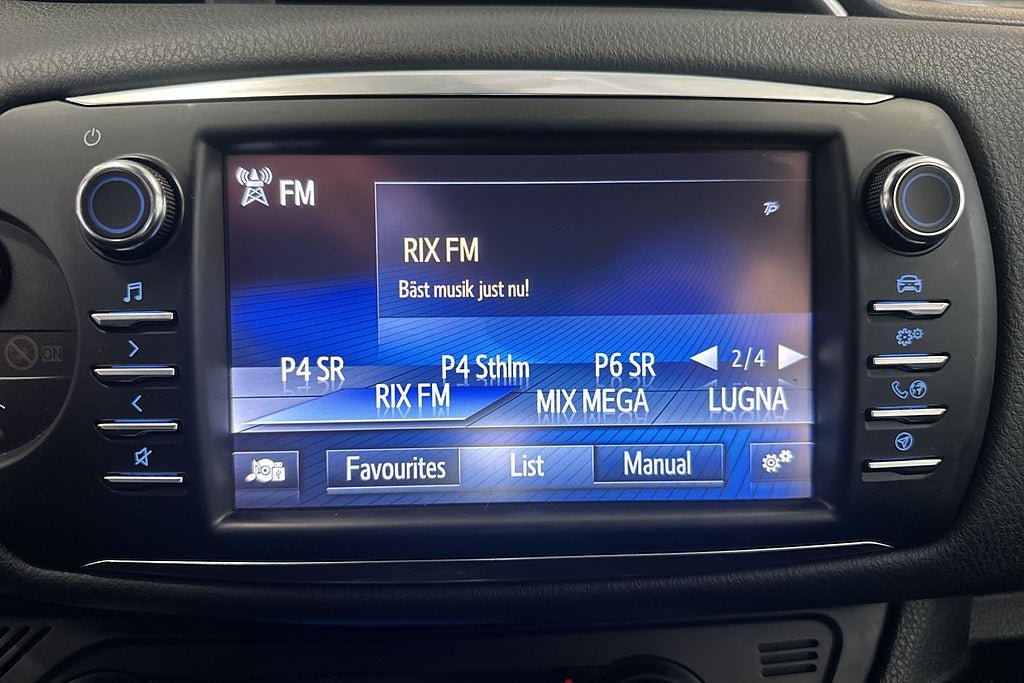 FM
TP
RIX FM
Bäst musik just nu!
P4 SR P4 Sthlm P6 SR 2/4
RIX FM MIX MEGA LUGNA
Favourites List Manual
ON